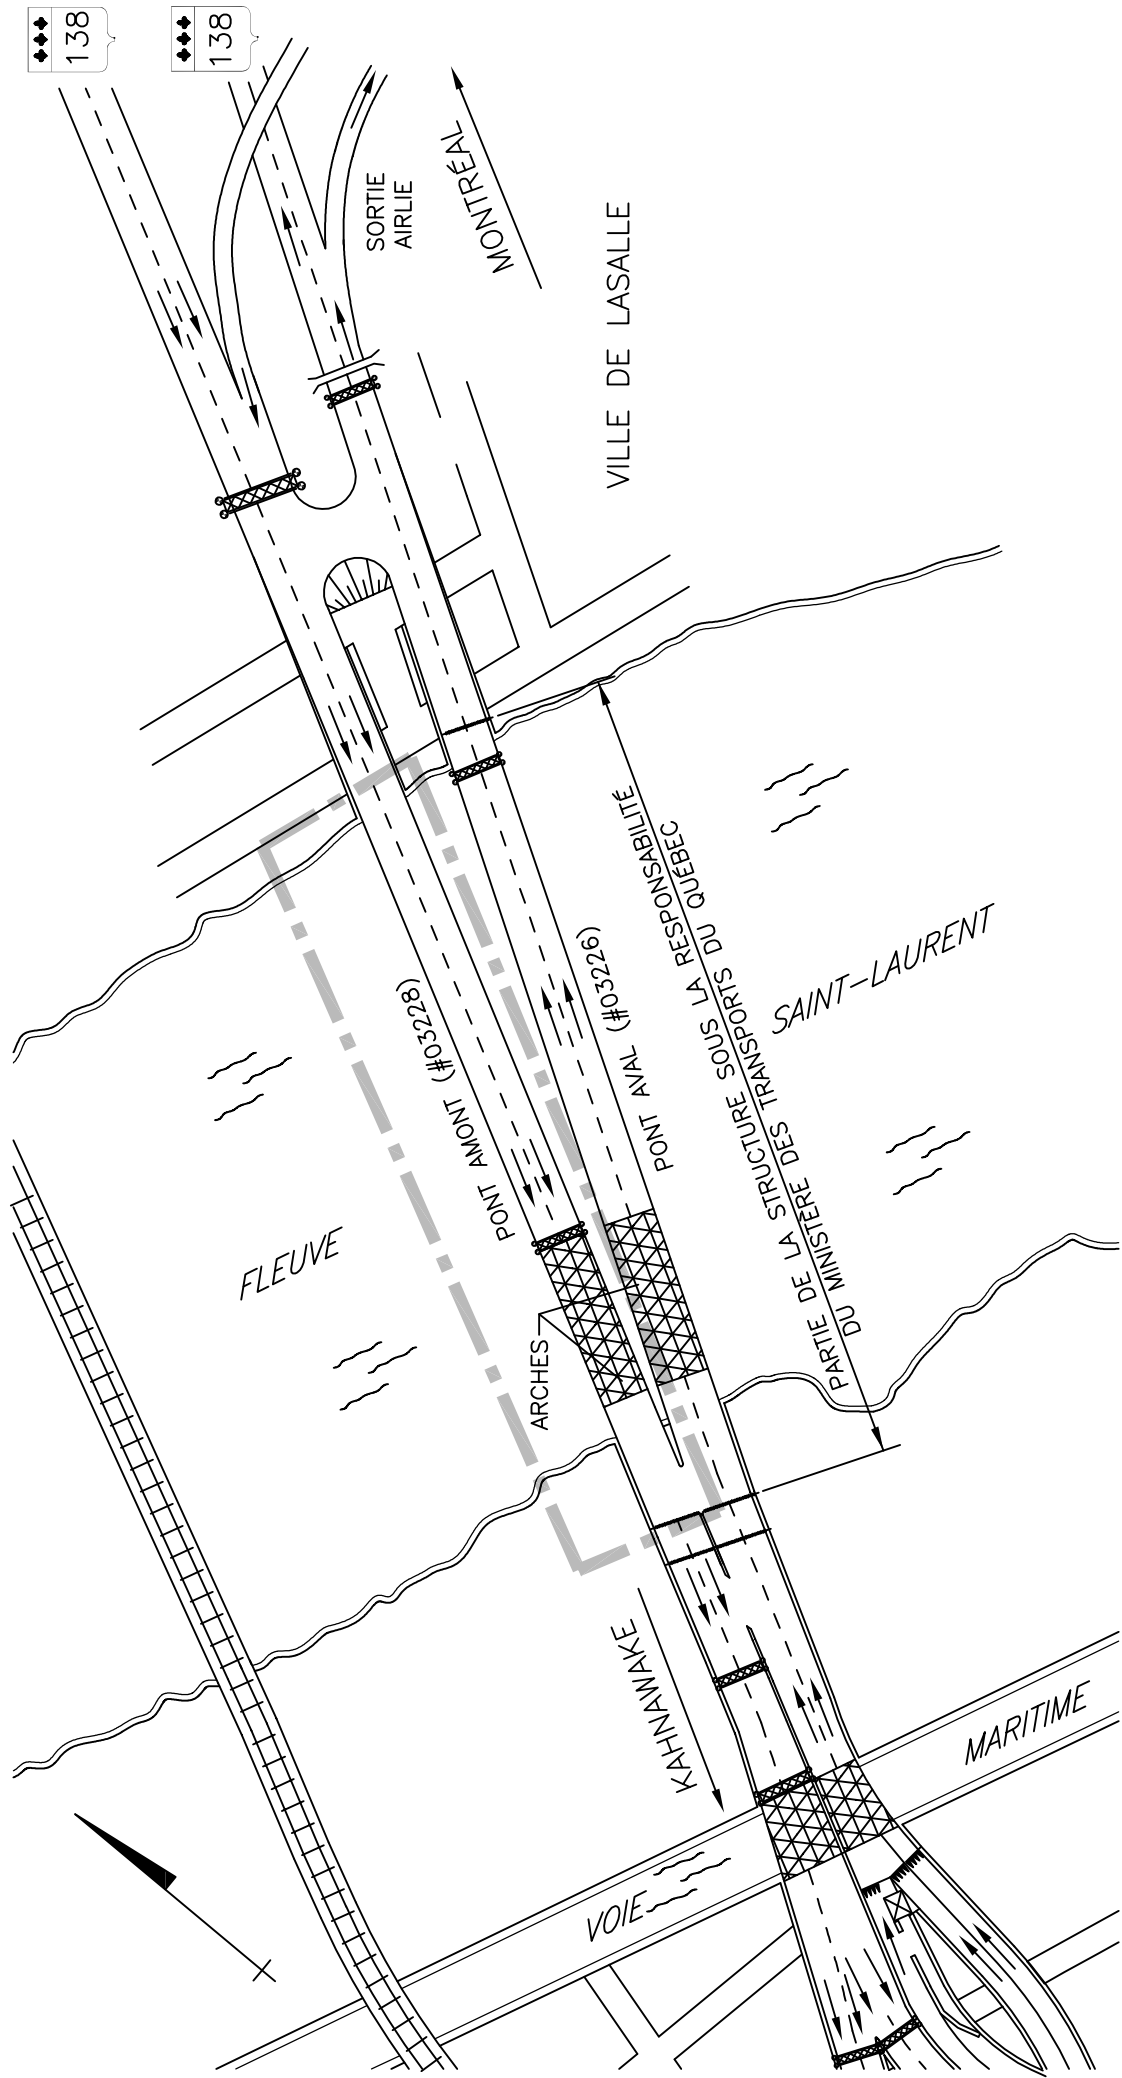 138
138
SORTIE
AIRLIE
MONTRÉAL
VILLE DE LASALLE
PONT AMONT (#03228)
PONT AVAL (#03226)
PARTIE DE LA STRUCTURE SOUS LA RESPONSABILITÉ
DU MINISTÈRE DES TRANSPORTS DU QUÉBEC
FLEUVE
SAINT-LAURENT
ARCHES
KAHNAWAKE
VOIE
MARITIME